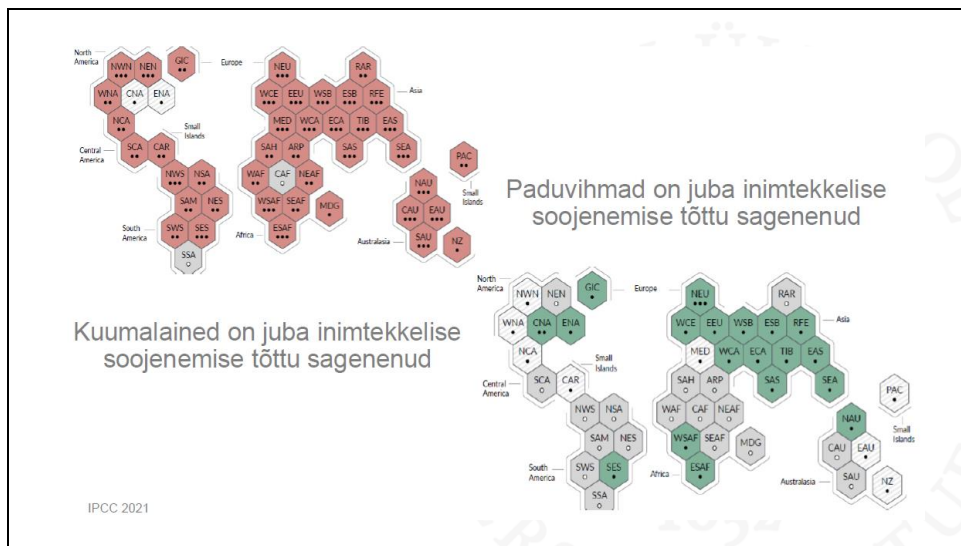 North
America
GIC
Europe
NWN NEN
NEU
RAR
WNA CNA ENA
WCE EEU WSB ESB RFE
Asia
NCA
MED WCA ECA TIB EAS
Small
Islands
Central
America
SCA CAR
SAH ARP SAS SEA
PAC
NWS NSA
WAF CAF NEAF
NAU
Small
Islands
SAM NES
WSAF SEAF MDG
CAU EAU
South
America
SWS SES
Africa
ESAF
Australasia
SAU NZ
SSA
Paduvihmad on juba inimtekkelise
soojenemise tõttu sagenenud
Kuumalained on juba inimtekkelise
soojenemise tõttu sagenenud
North
America
GIC
Europe
NWN NEN
NEU
RAR
WNA CNA ENA
WCE EEU WSB ESB RFE
Asia
NCA
MED WCA ECA TIB EAS
Small
Islands
Central
America
SCA CAR
SAH ARP SAS SEA
PAC
NWS NSA
WAF CAF NEAF
NAU
Small
Islands
SAM NES
WSAF SEAF MDG
CAU EAU
South
America
SWS SES
Africa
ESAF
Australasia
SAU NZ
SSA
IPCC 2021